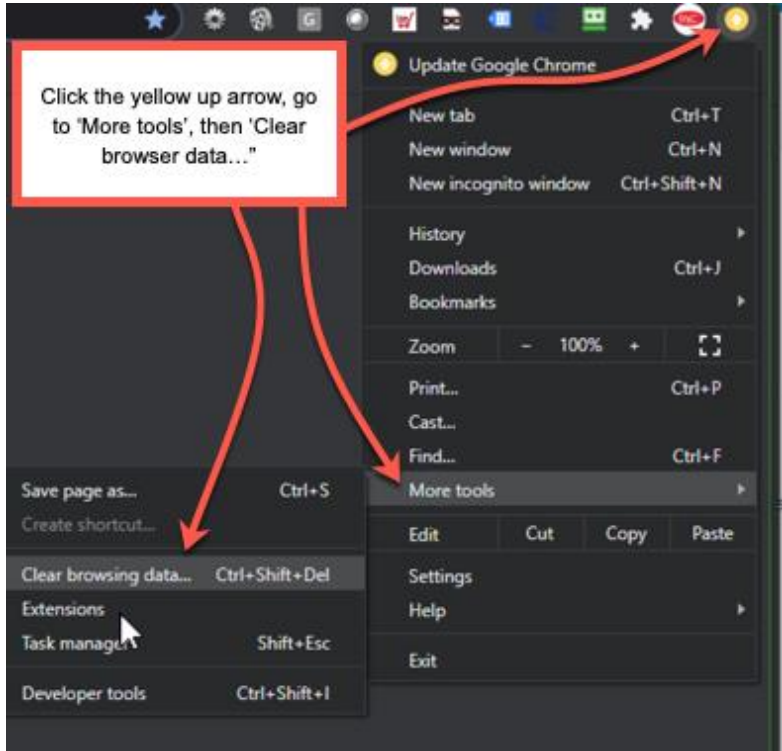 G
INC
Click the yellow up arrow, go
to ‘More tools’, then ‘Clear
browser data…”
Update Google Chrome
New tab Ctrl+T
New window Ctrl+N
New incognito window Ctrl+Shift+N
History
Downloads Ctrl+J
Bookmarks
Zoom - 100% +
Print... Ctrl+P
Cast...
Find... Ctrl+F
More tools
Edit Cut Copy Paste
Settings
Help
Exit
Save page as... Ctrl+S
Create shortcut...
Clear browsing data... Ctrl+Shift+Del
Extensions
Task manager Shift+Esc
Developer tools Ctrl+Shift+I